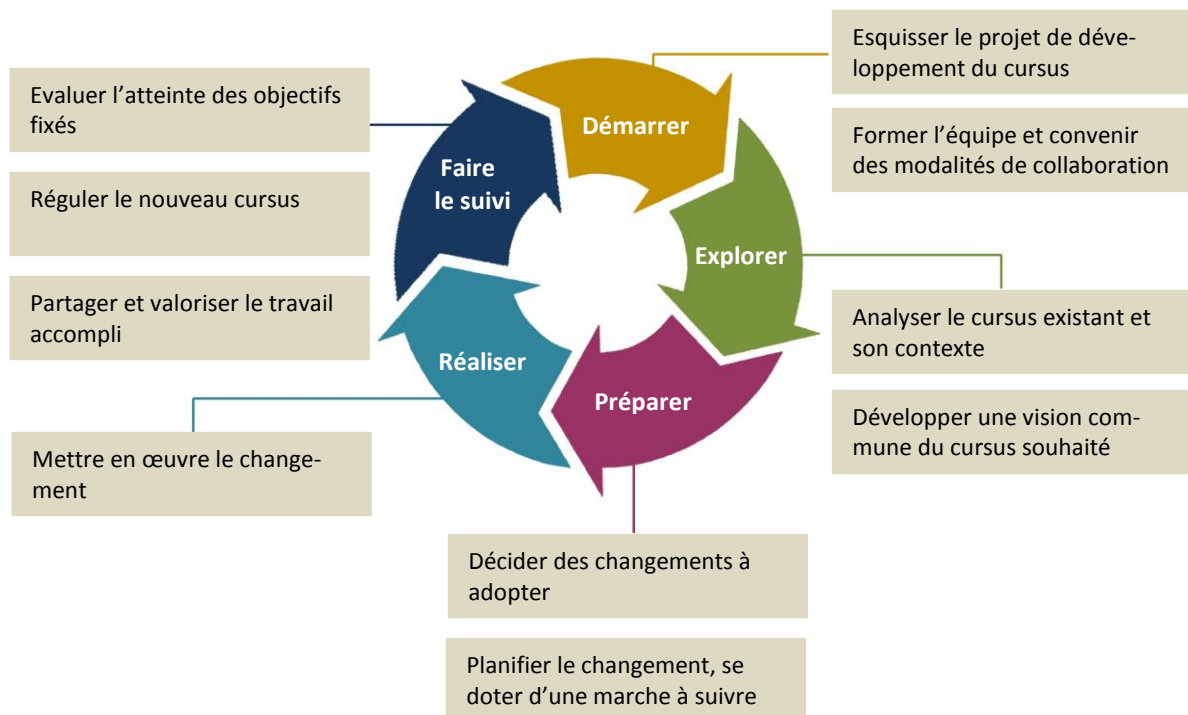 Esquisser le projet de déve-
loppement du cursus
Former l’équipe et convenir
des modalités de collaboration
Démarrer
Explorer
Analyser le cursus existant et
son contexte
Développer une vision com-
mune du cursus souhaité
Préparer
Décider des changements à
adopter
Planifier le changement, se
doter d’une marche à suivre
Réaliser
Mettre en œuvre le change-
ment
Faire
le suivi
Evaluer l’atteinte des objectifs
fixés
Réguler le nouveau cursus
Partager et valoriser le travail
accompli